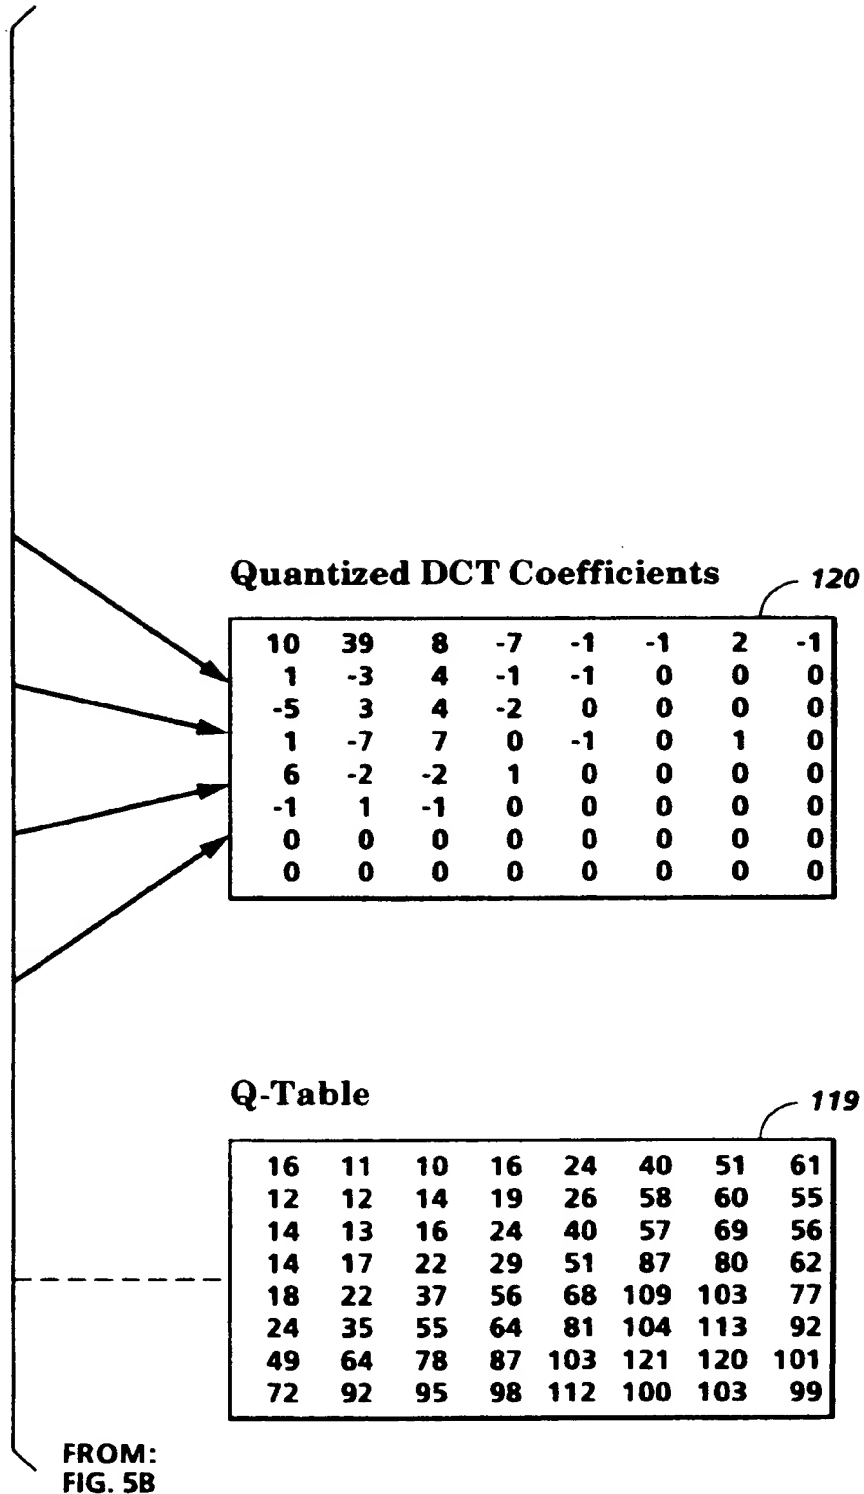 Quantized DCT Coefficients
120
10 39 8 -7 -1 -1 2 -1
1 -3 4 -1 -1 0 0 0
-5 3 4 -2 0 0 0 0
1 -7 7 0 -1 0 1 0
6 -2 -2 1 0 0 0 0
-1 1 -1 0 0 0 0 0
0 0 0 0 0 0 0 0
0 0 0 0 0 0 0 0
Q-Table
119
16 11 10 16 24 40 51 61
12 12 14 19 26 58 60 55
14 13 16 24 40 57 69 56
14 17 22 29 51 87 80 62
18 22 37 56 68 109 103 77
24 35 55 64 81 104 113 92
49 64 78 87 103 121 120 101
72 92 95 98 112 100 103 99
FROM:
FIG. 5B